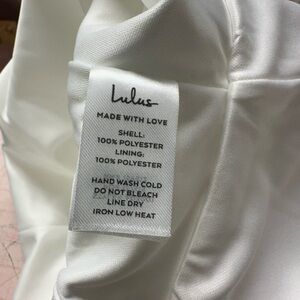 Lulus
MADE WITH LOVE
SHELL:
100% POLYESTER
LINING:
100% POLYESTER
HAND WASH COLD
DO NOT BLEACH
LINE DRY
IRON LOW HEAT